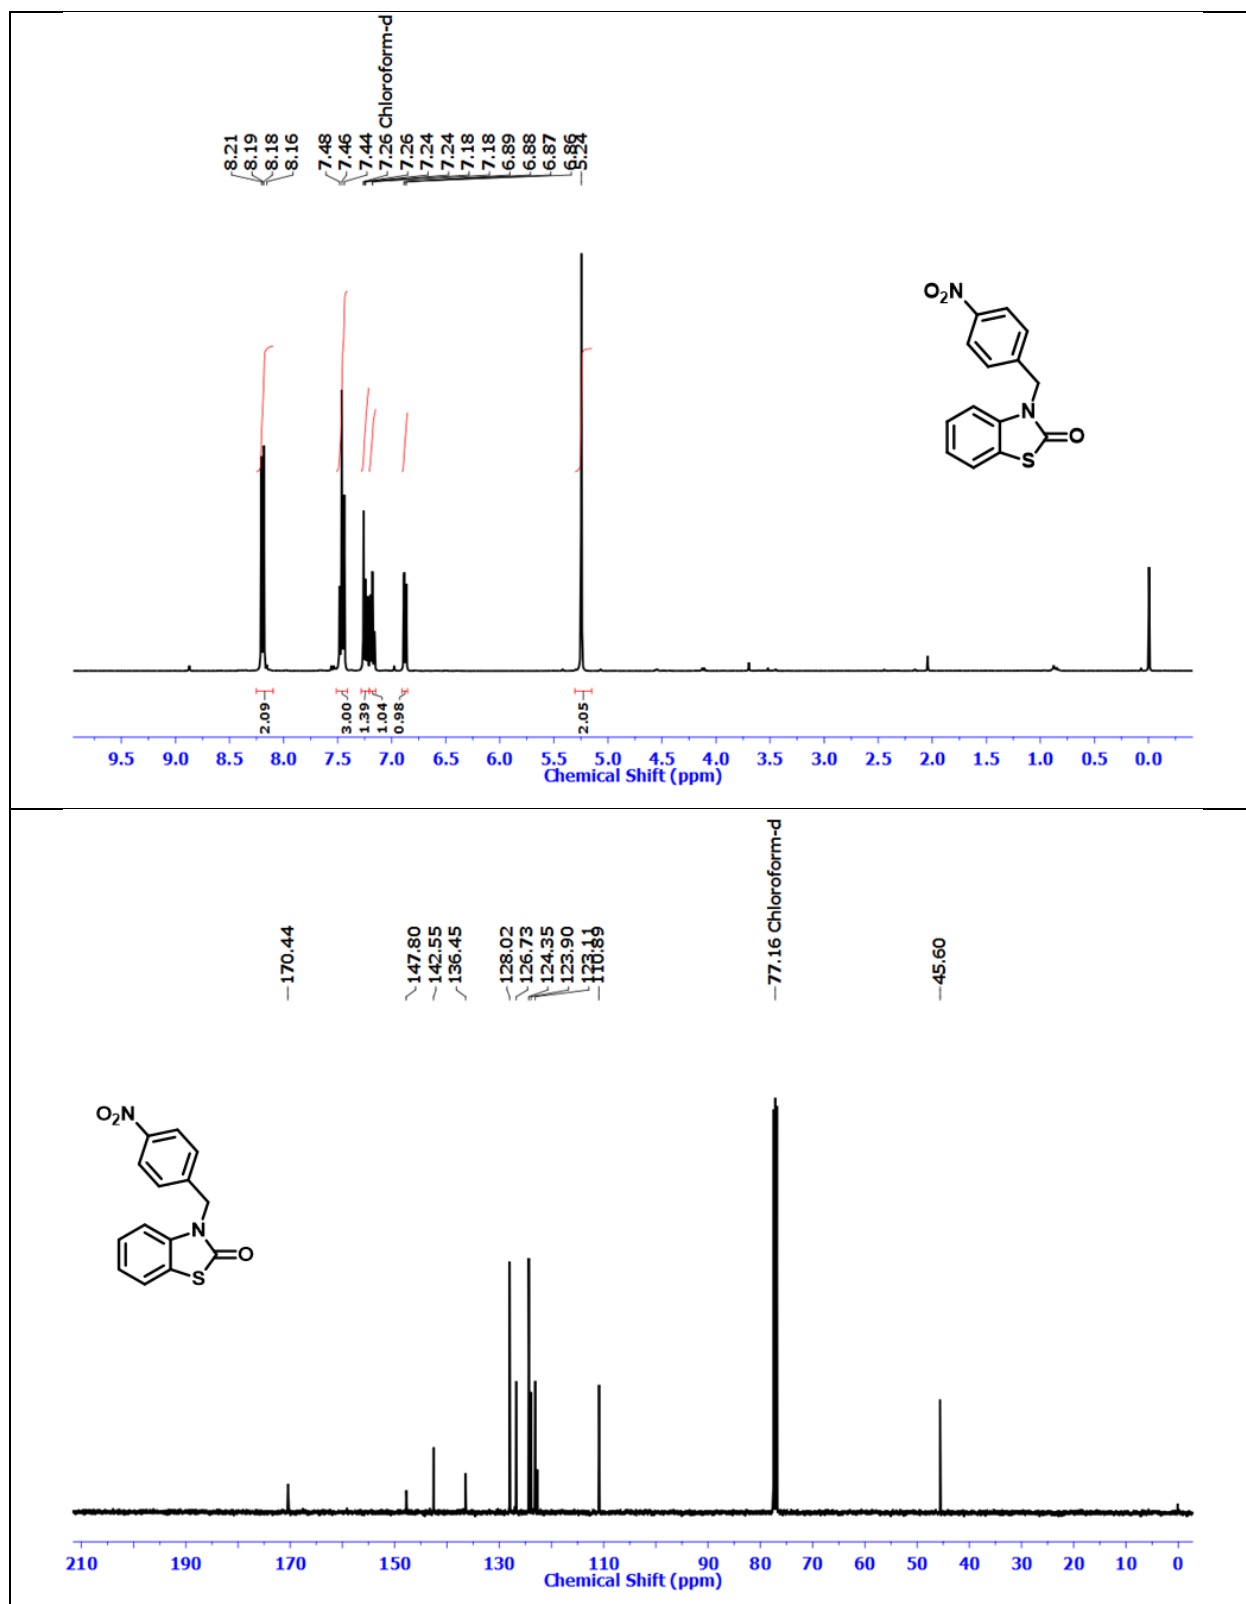 8.21
8.19
8.18
8.16
7.48
7.46
7.44
7.26 Chloroform-d
7.26
7.24
7.24
7.18
7.18
6.89
6.88
6.87
6.86
5.24
O2N
N
O
S
2.09
3.00
1.39
1.04
0.98
2.05
9.5 9.0 8.5 8.0 7.5 7.0 6.5 6.0 5.5 5.0 4.5 4.0 3.5 3.0 2.5 2.0 1.5 1.0 0.5 0.0
Chemical Shift (ppm)
170.44
147.80
142.55
136.45
128.02
126.73
124.35
123.90
123.11
110.89
77.16 Chloroform-d
45.60
O2N
N
O
S
210 190 170 150 130 110 90 80 70 60 50 40 30 20 10 0
Chemical Shift (ppm)